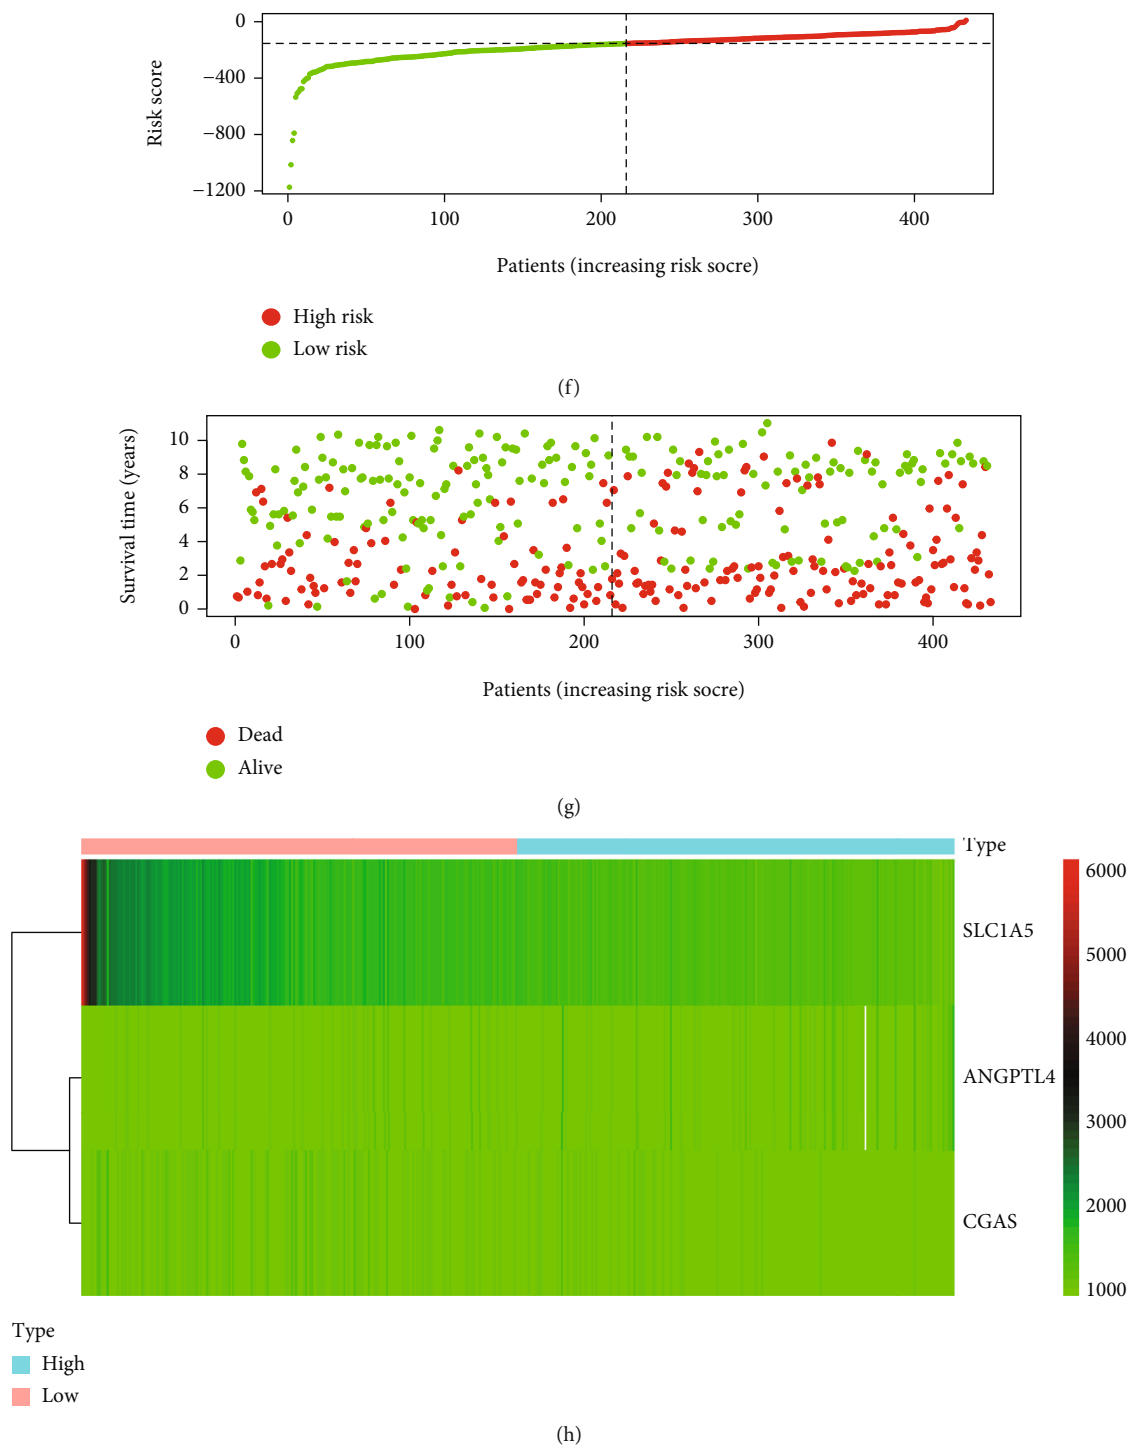 0
−400
−800
−1200
Risk score
0 100 200 300 400
Patients (increasing risk socre)
High risk
Low risk
(f)
10
8
6
4
2
0
Survival time (years)
0 100 200 300 400
Patients (increasing risk socre)
Dead
Alive
(g)
Type
SLC1A5
ANGPTL4
CGAS
6000
5000
4000
3000
2000
1000
Type
High
Low
(h)